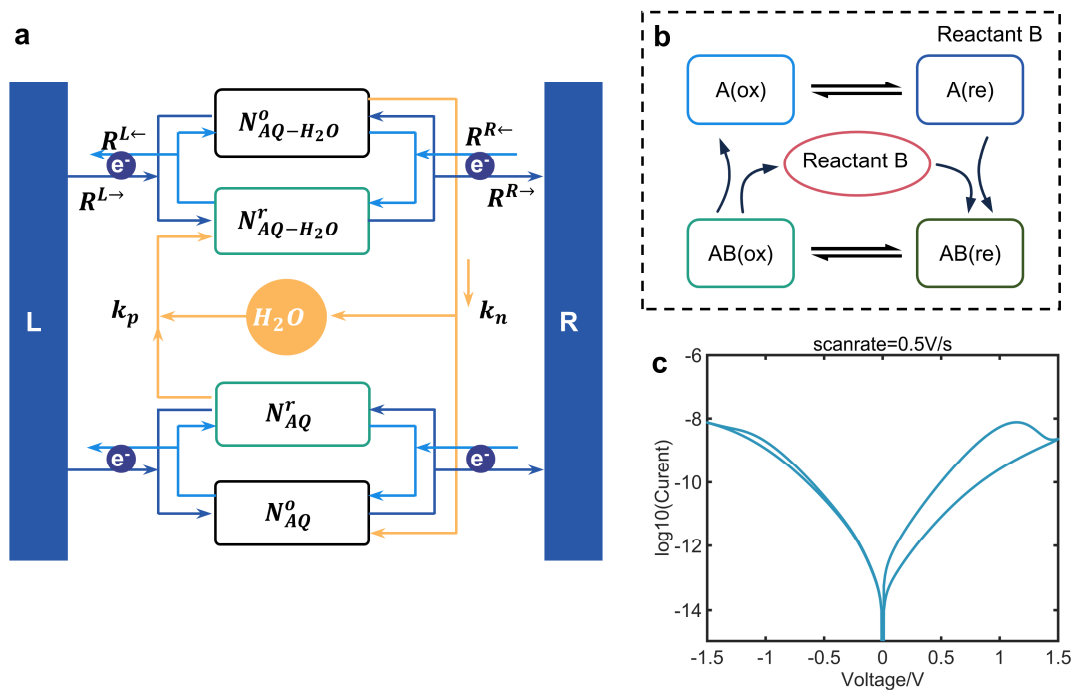 a
L
R
R^{L←}
e-
R^{L→}
N^o_{AQ−H_2O}
N^r_{AQ−H_2O}
R^{R←}
e-
R^{R→}
k_p
H_2O
k_n
N^r_{AQ}
N^o_{AQ}
e-
e-
b
Reactant B
A(ox)
A(re)
Reactant B
AB(ox)
AB(re)
c
scanrate=0.5V/s
log10(Current)
-6
-8
-10
-12
-14
-1.5 -1 -0.5 0 0.5 1 1.5
Voltage/V